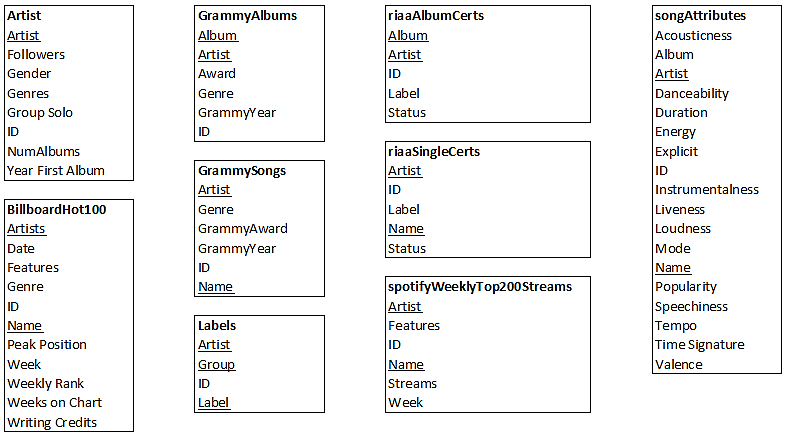 Artist
Artist
Followers
Gender
Genres
Group Solo
ID
NumAlbums
Year First Album
BillboardHot100
Artists
Date
Features
Genre
ID
Name
Peak Position
Week
Weekly Rank
Weeks on Chart
Writing Credits
GrammyAlbums
Album
Artist
Award
Genre
GrammyYear
ID
GrammySongs
Artist
Genre
GrammyAward
GrammyYear
ID
Name
Labels
Artist
Group
ID
Label
riaaAlbumCerts
Album
Artist
ID
Label
Status
riaaSingleCerts
Artist
ID
Label
Name
Status
spotifyWeeklyTop200Streams
Artist
Features
ID
Name
Streams
Week
songAttributes
Acousticness
Album
Artist
Danceability
Duration
Energy
Explicit
ID
Instrumentalness
Liveness
Loudness
Mode
Name
Popularity
Speechiness
Tempo
Time Signature
Valence